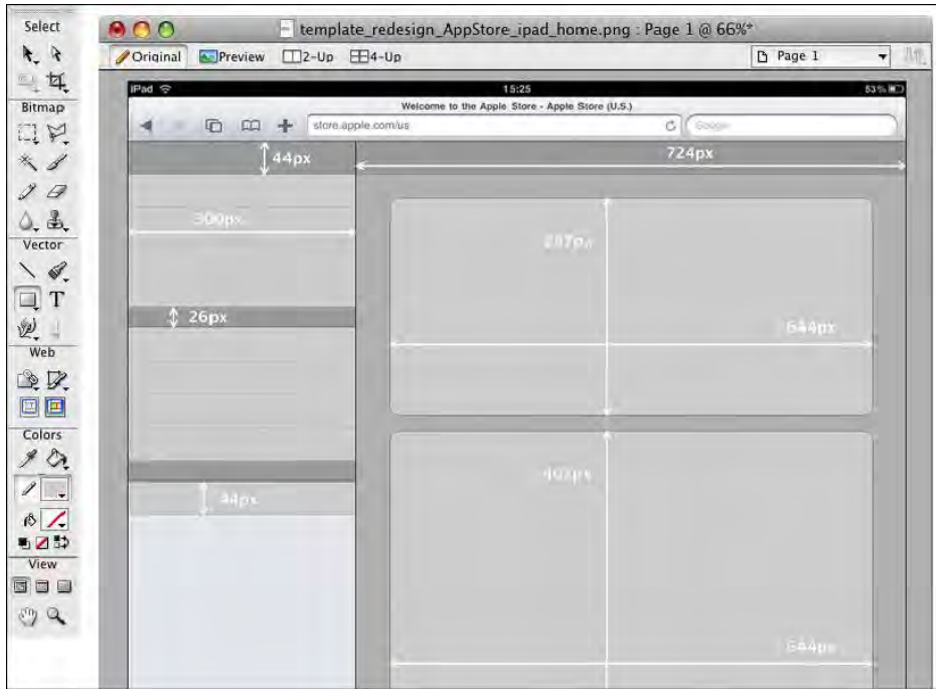 Select
template_redesign_AppStore_ipad_home.png : Page 1 @ 66%*
Original Preview 2-Up 4-Up Page 1
Bitmap
iPad 15:25 53%
Welcome to the Apple Store - Apple Store (U.S.)
store.apple.com/us Google
44px 724px
300px
Vector
26px 644px
Web
Colors
44px
View
644px